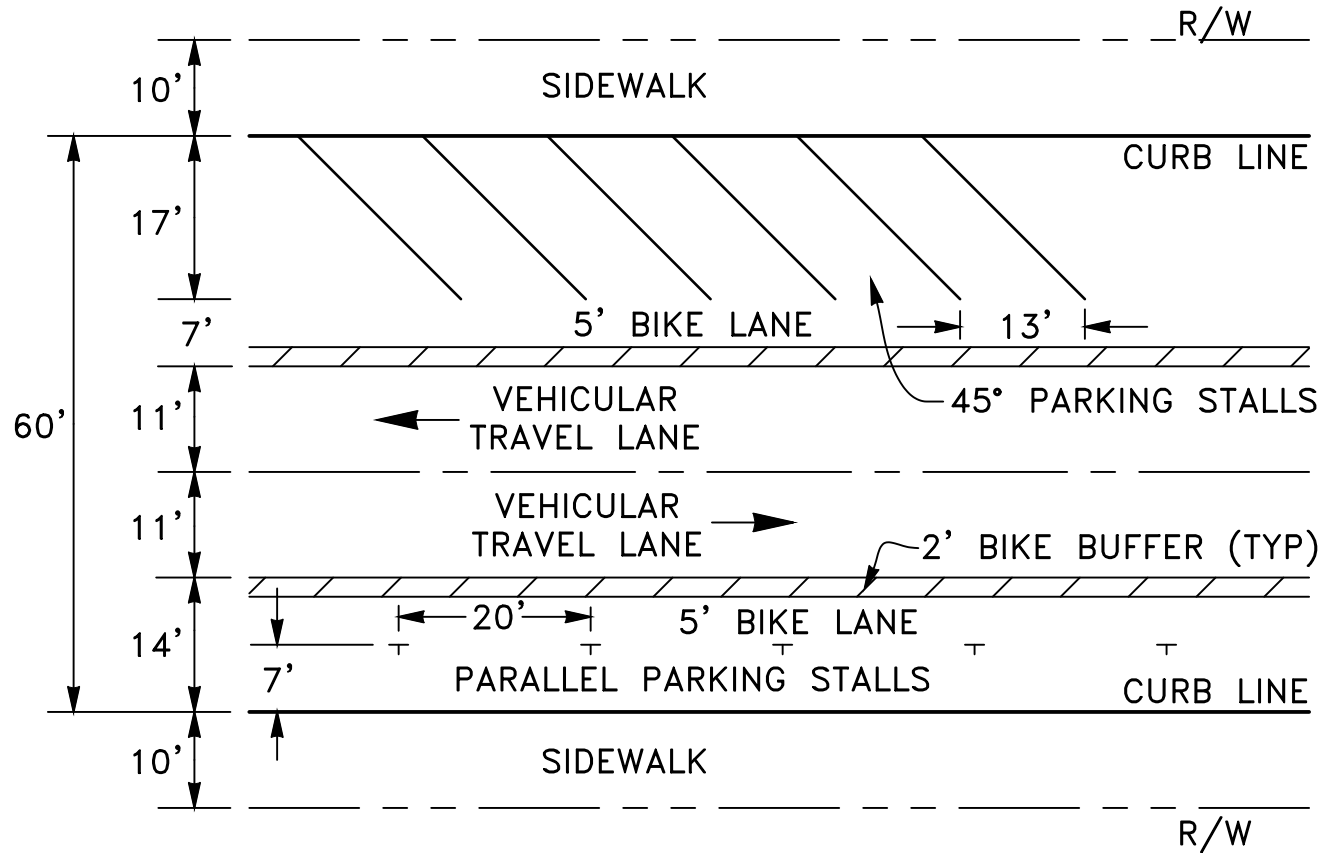 R/W
10'
SIDEWALK
CURB LINE
17'
5' BIKE LANE
13'
7'
45° PARKING STALLS
60'
11'
VEHICULAR
TRAVEL LANE
11'
VEHICULAR
TRAVEL LANE
2' BIKE BUFFER (TYP)
14'
20'
5' BIKE LANE
7'
PARALLEL PARKING STALLS
CURB LINE
10'
SIDEWALK
R/W